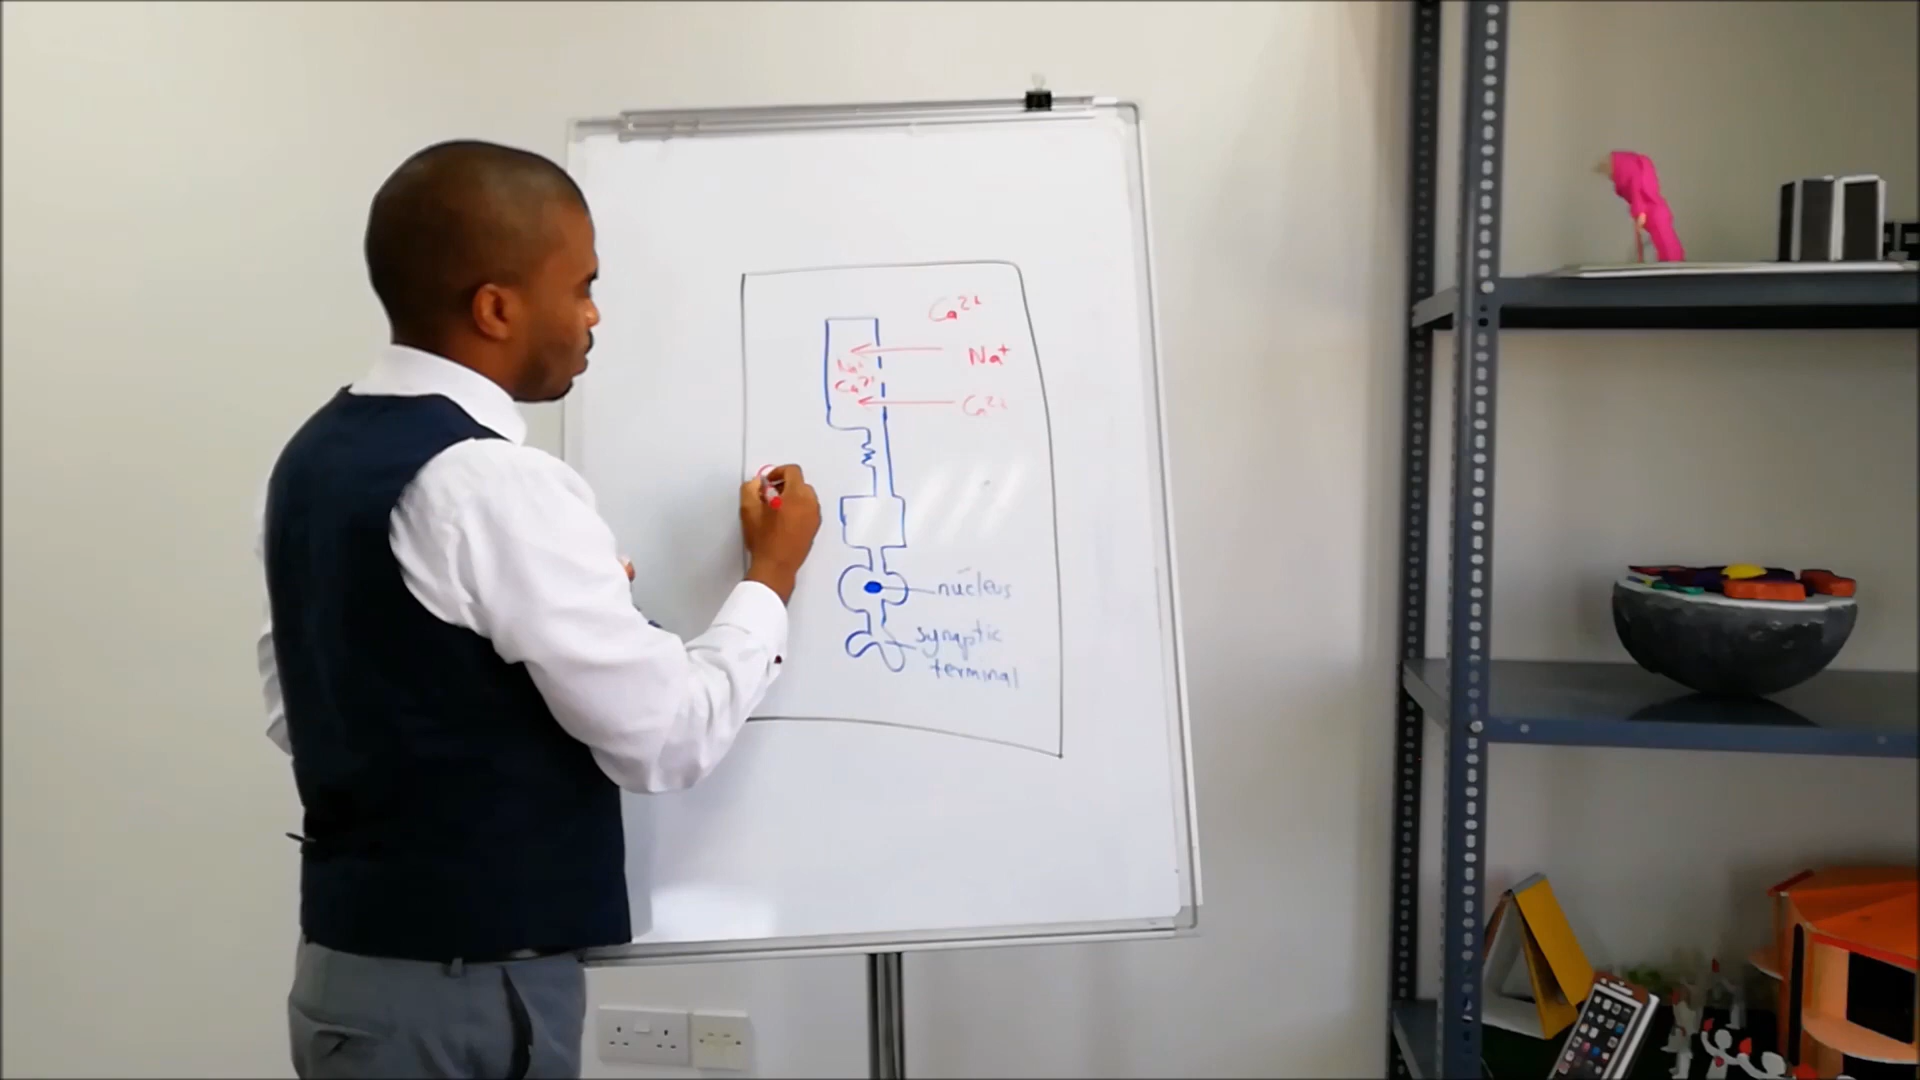 Ca²⁺
Na⁺
Na⁺
Ca²⁺
Ca²⁺
nucleus
synaptic
terminal